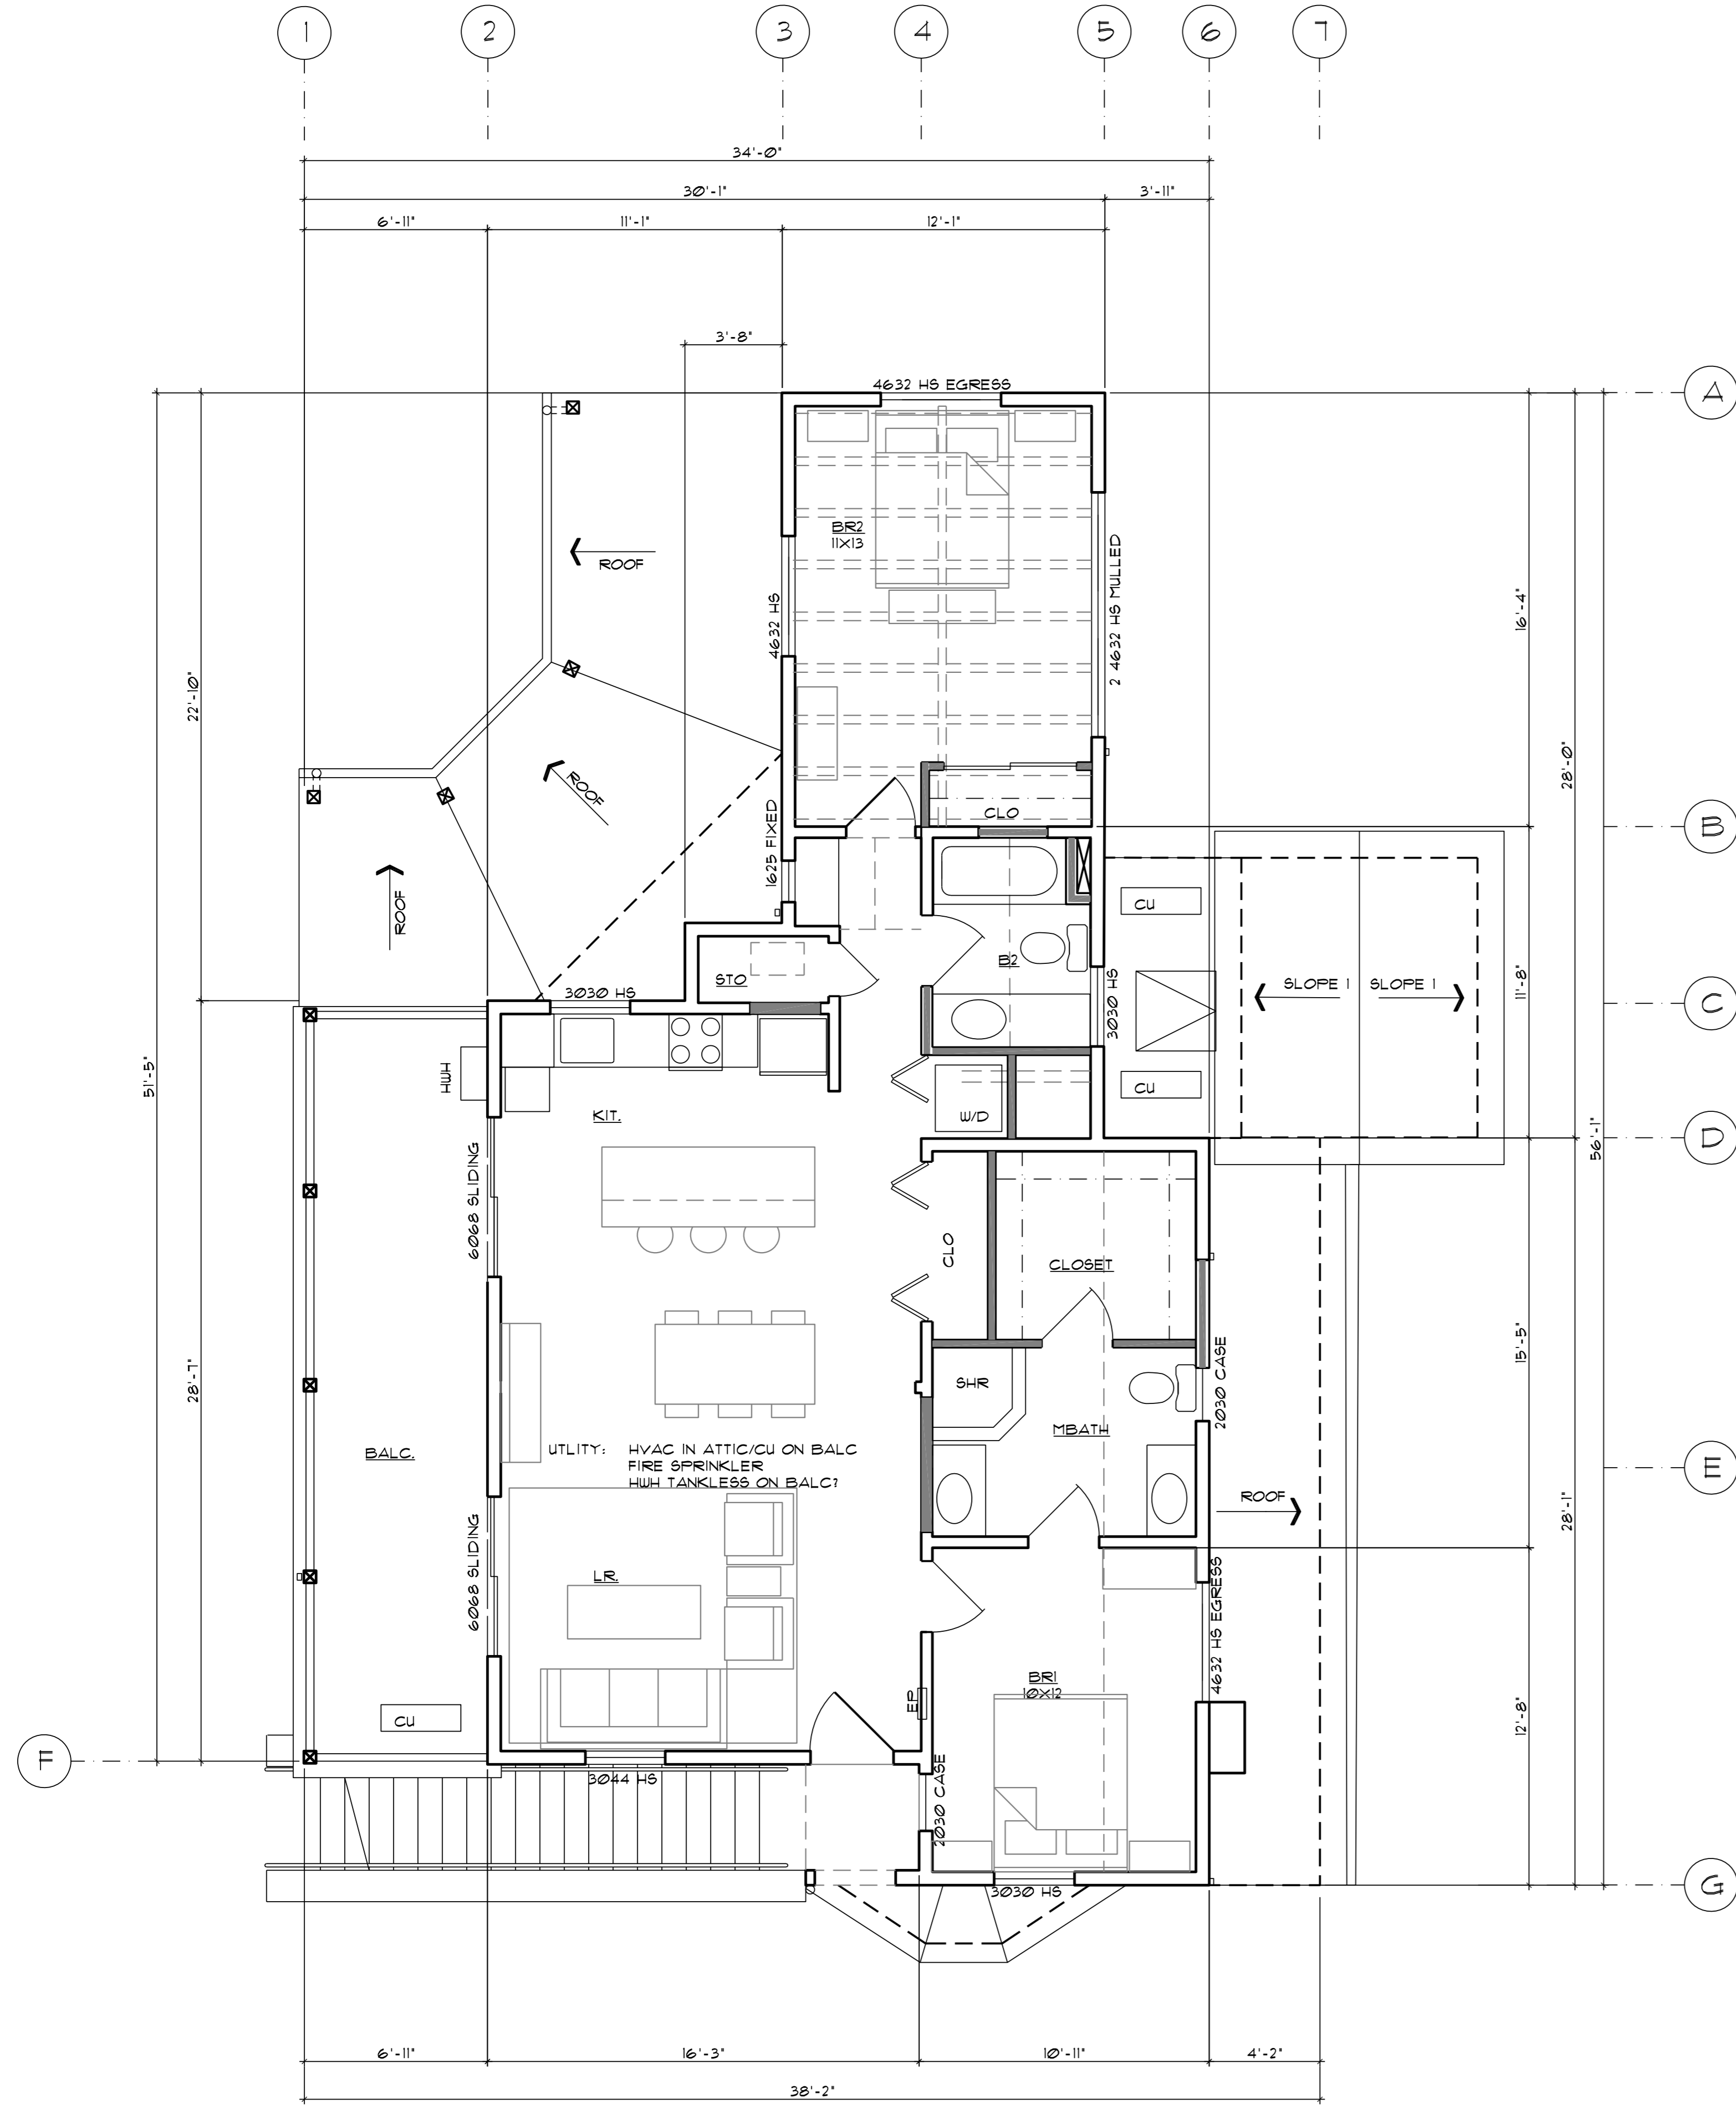 1 2 3 4 5 6 7
34'-0"
30'-1" 3'-11"
6'-11" 11'-1" 12'-1"
3'-8"
4632 HS EGRESS
A
BR2
11X13
ROOF
4632 HS
2 4632 HS MULLED
16'-4"
22'-10"
28'-0"
ROOF
1625 FIXED
CLO
B
ROOF
CU
STO
B2
3030 HS
3030 HS
SLOPE 1 SLOPE 1
11'-8"
C
51'-5"
HWH
CU
KIT.
W/D
D
56'-1"
6068 SLIDING
CLO
CLOSET
28'-7"
2030 CASE
15'-5"
SHR
MBATH
BALC.
UTLITY: HVAC IN ATTIC/CU ON BALC
FIRE SPRINKLER
HWH TANKLESS ON BALC?
E
ROOF
28'-1"
6068 SLIDING
LR.
4632 HS EGRESS
BR1
10X12
EP
CU
12'-8"
F
3044 HS
2030 CASE
3030 HS
G
6'-11" 16'-3" 10'-11" 4'-2"
38'-2"